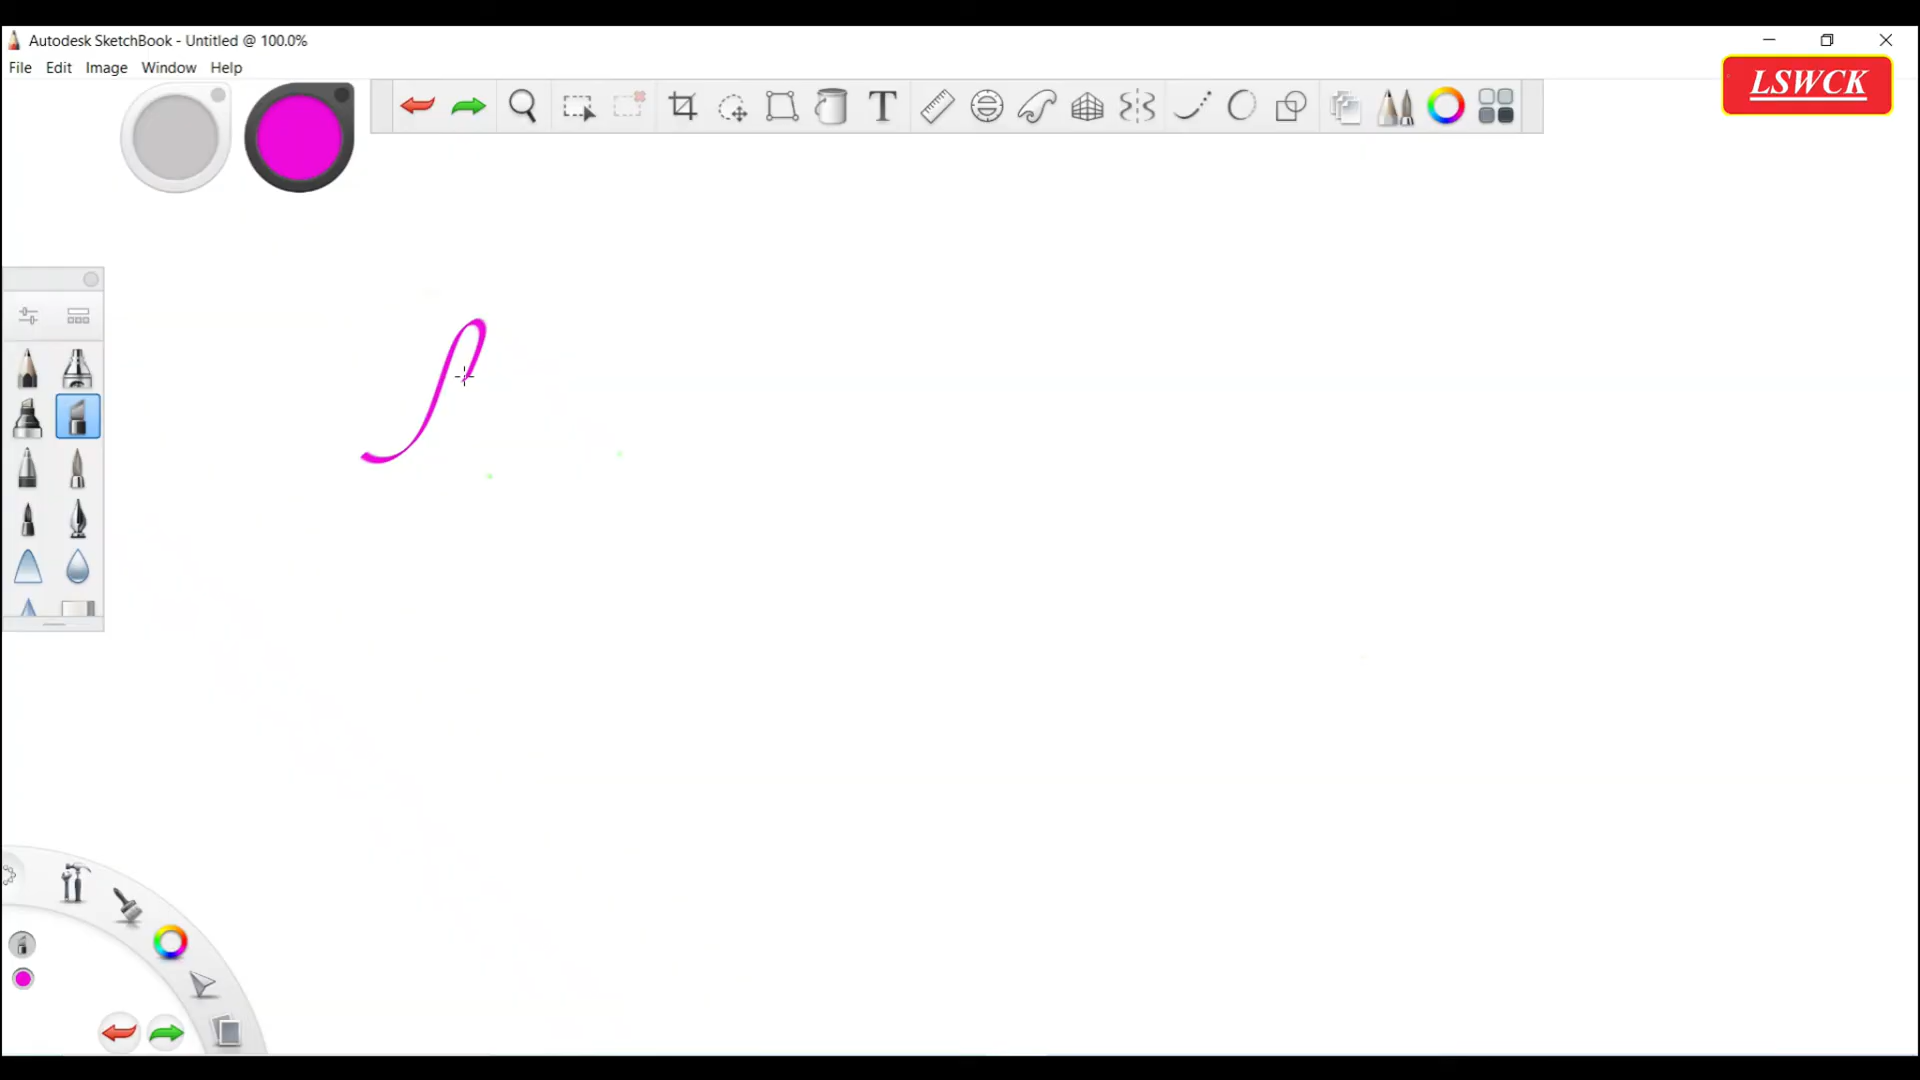 Autodesk SketchBook - Untitled @ 100.0%
File Edit Image Window Help
LSWCK
T